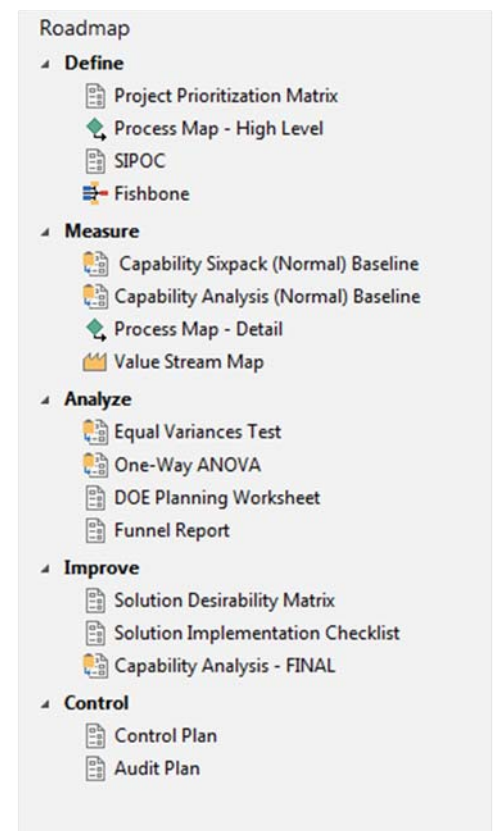 Roadmap
Define
Project Prioritization Matrix
Process Map - High Level
SIPOC
Fishbone
Measure
Capability Sixpack (Normal) Baseline
Capability Analysis (Normal) Baseline
Process Map - Detail
Value Stream Map
Analyze
Equal Variances Test
One-Way ANOVA
DOE Planning Worksheet
Funnel Report
Improve
Solution Desirability Matrix
Solution Implementation Checklist
Capability Analysis - FINAL
Control
Control Plan
Audit Plan